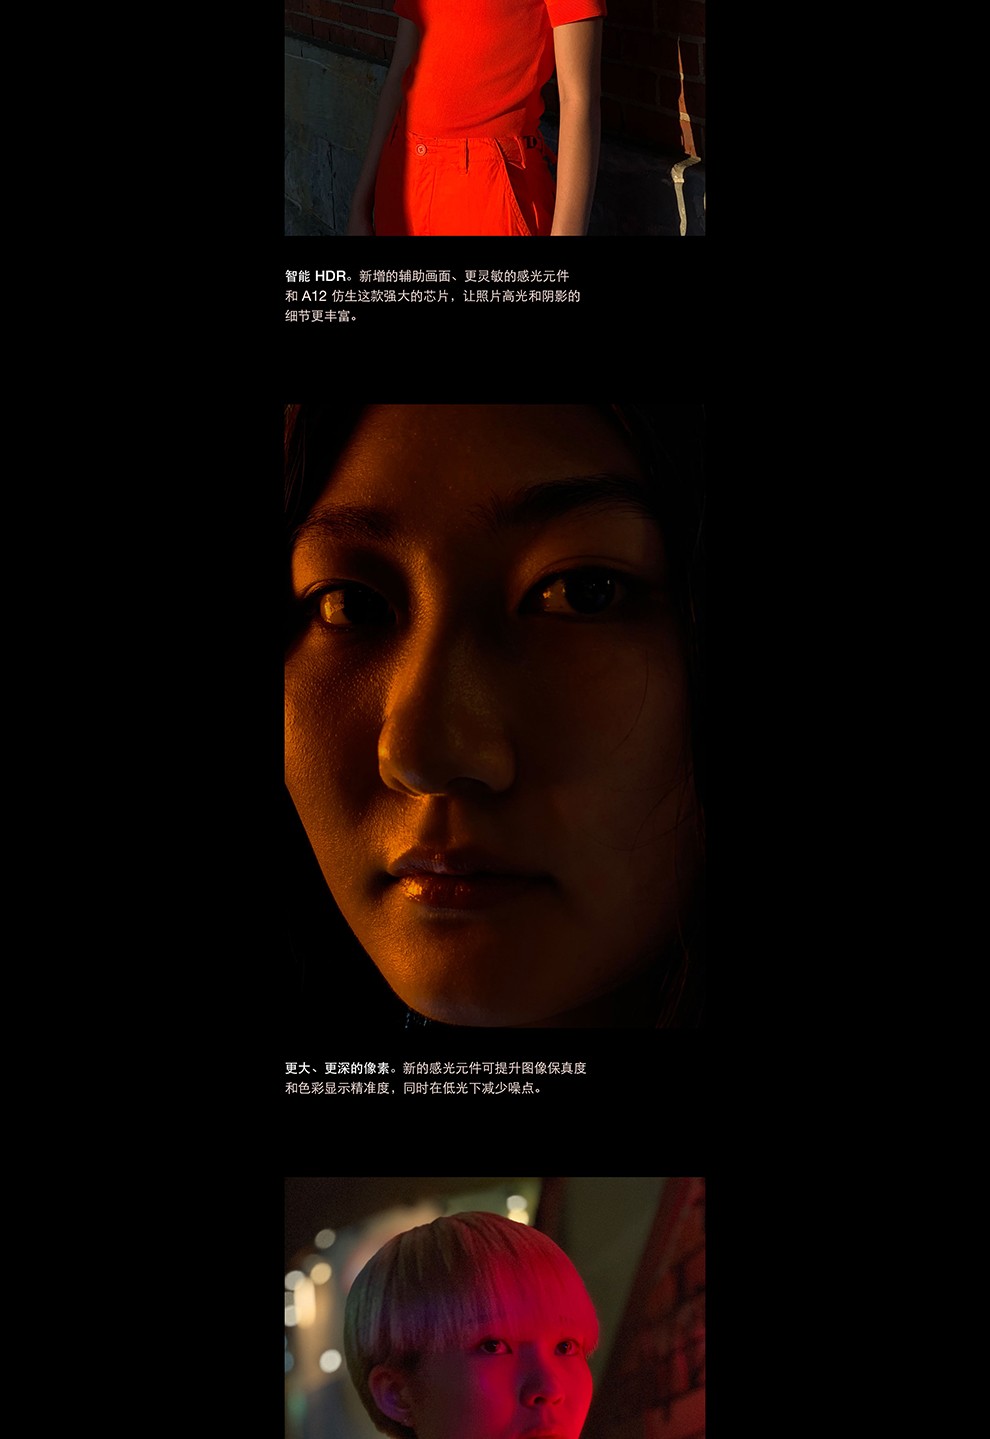 智能 HDR。新增的辅助画面、更灵敏的感光元件
和 A12 仿生这款强大的芯片，让照片高光和阴影的
细节更丰富。
更大、更深的像素。新的感光元件可提升图像保真度
和色彩显示精准度，同时在低光下减少噪点。